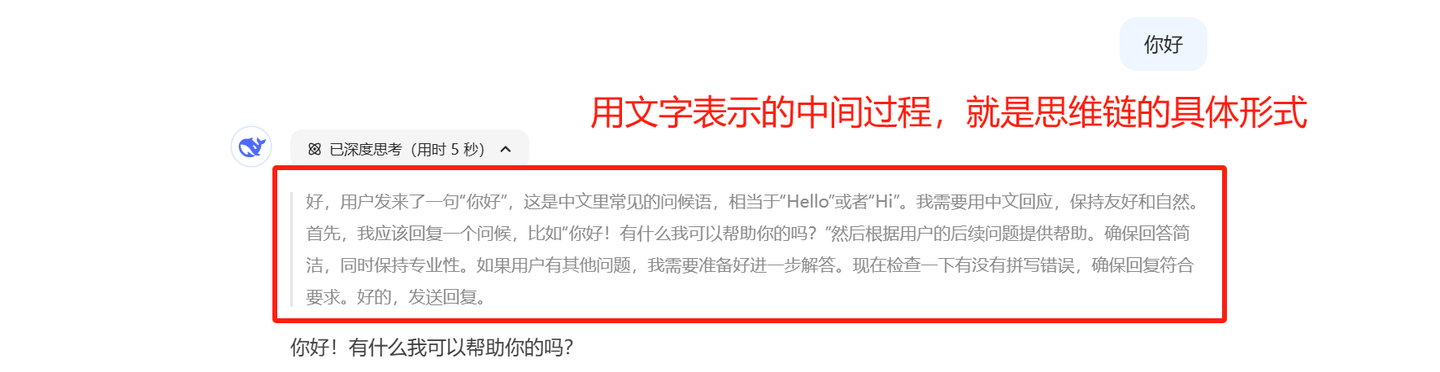 你好
用文字表示的中间过程，就是思维链的具体形式
已深度思考（用时 5 秒）
好，用户发来了一句“你好”，这是中文里常见的问候语，相当于“Hello”或者“Hi”。我需要用中文回应，保持友好和自然。
首先，我应该回复一个问候，比如“你好！有什么我可以帮助你的吗？”然后根据用户的后续问题提供帮助。确保回答简
洁，同时保持专业性。如果用户有其他问题，我需要准备好进一步解答。现在检查一下有没有拼写错误，确保回复符合
要求。好的，发送回复。
你好！有什么我可以帮助你的吗？